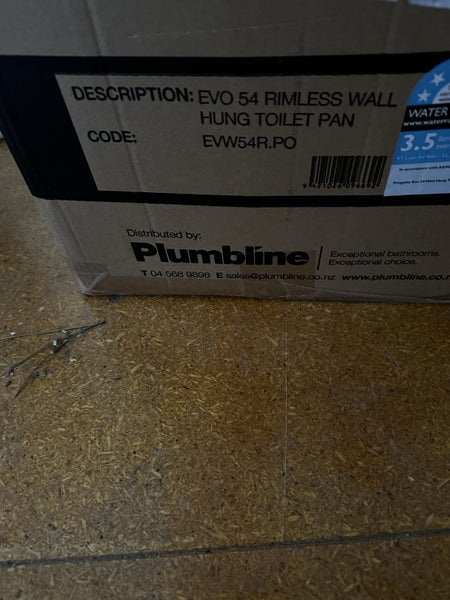 DESCRIPTION: EVO 54 RIMLESS WALL
HUNG TOILET PAN
CODE: EVW54R.PO
WATER
3.5
Distributed by:
Plumbline
Exceptional bathrooms.
Exceptional choice.
T 04 568 9898 E sales@plumbline.co.nz www.plumbline.co.n